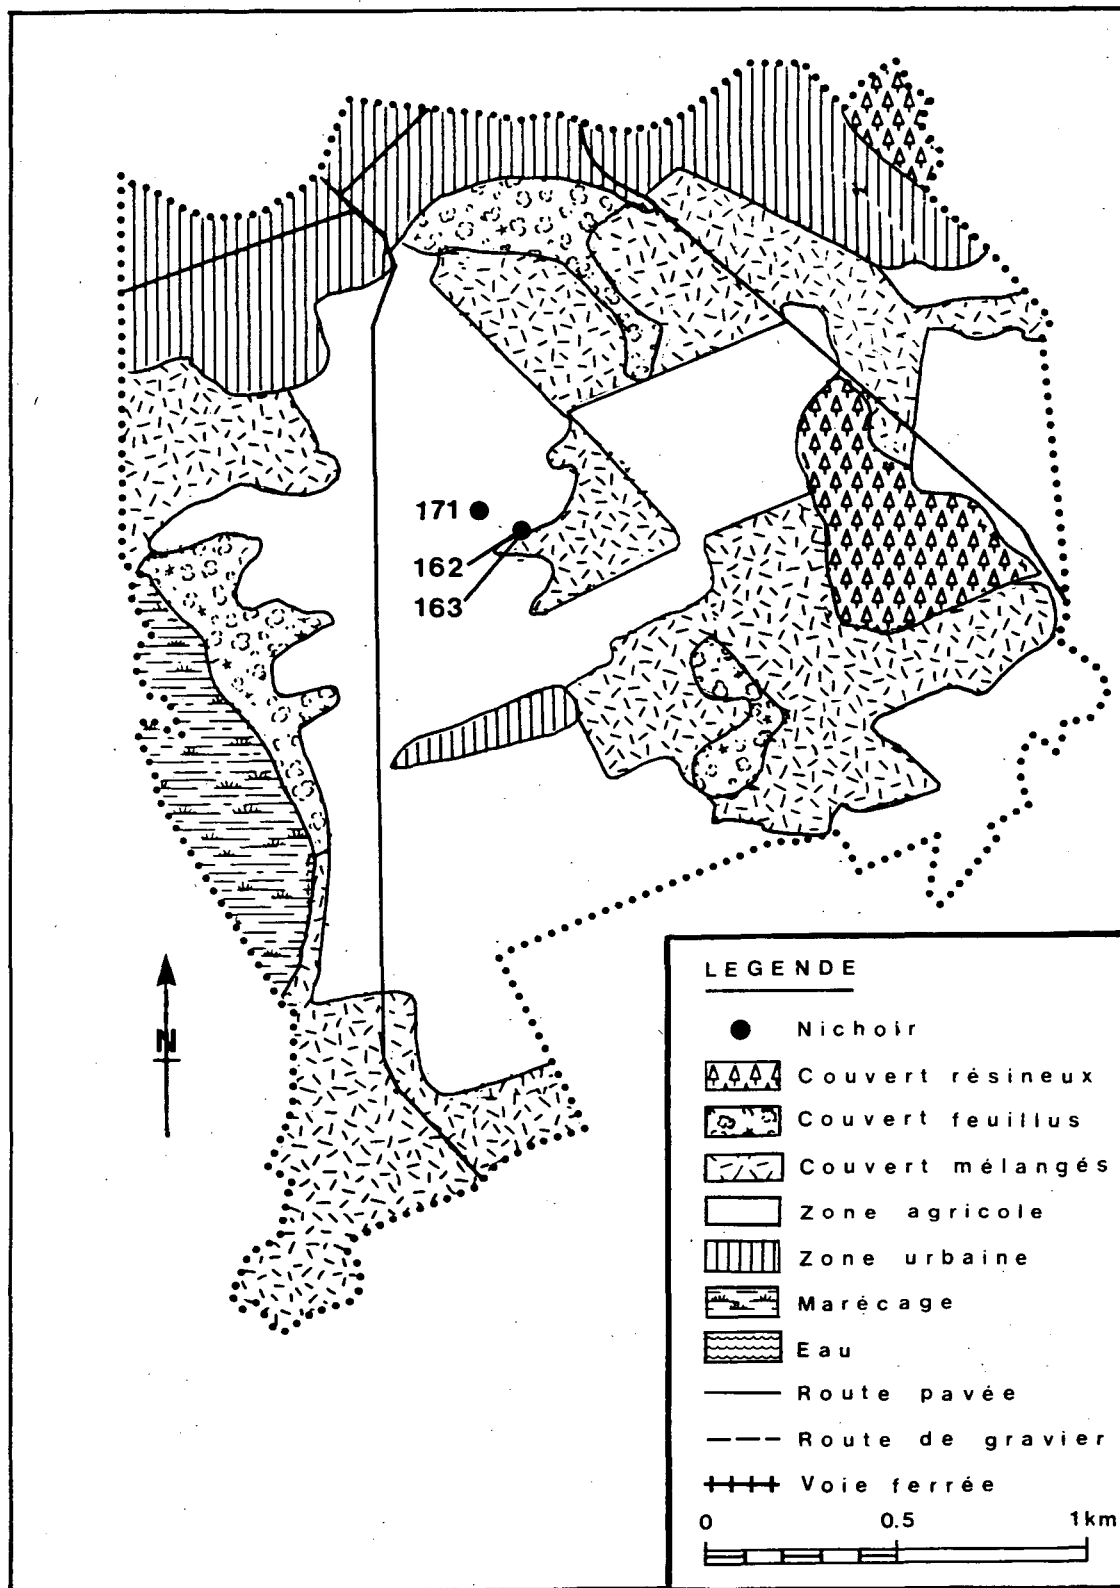 171
162
163
N
LEGENDE
Nichoir
Couvert résineux
Couvert feuillus
Couvert mélangés
Zone agricole
Zone urbaine
Marécage
Eau
Route pavée
Route de gravier
Voie ferrée
0 0.5 1km